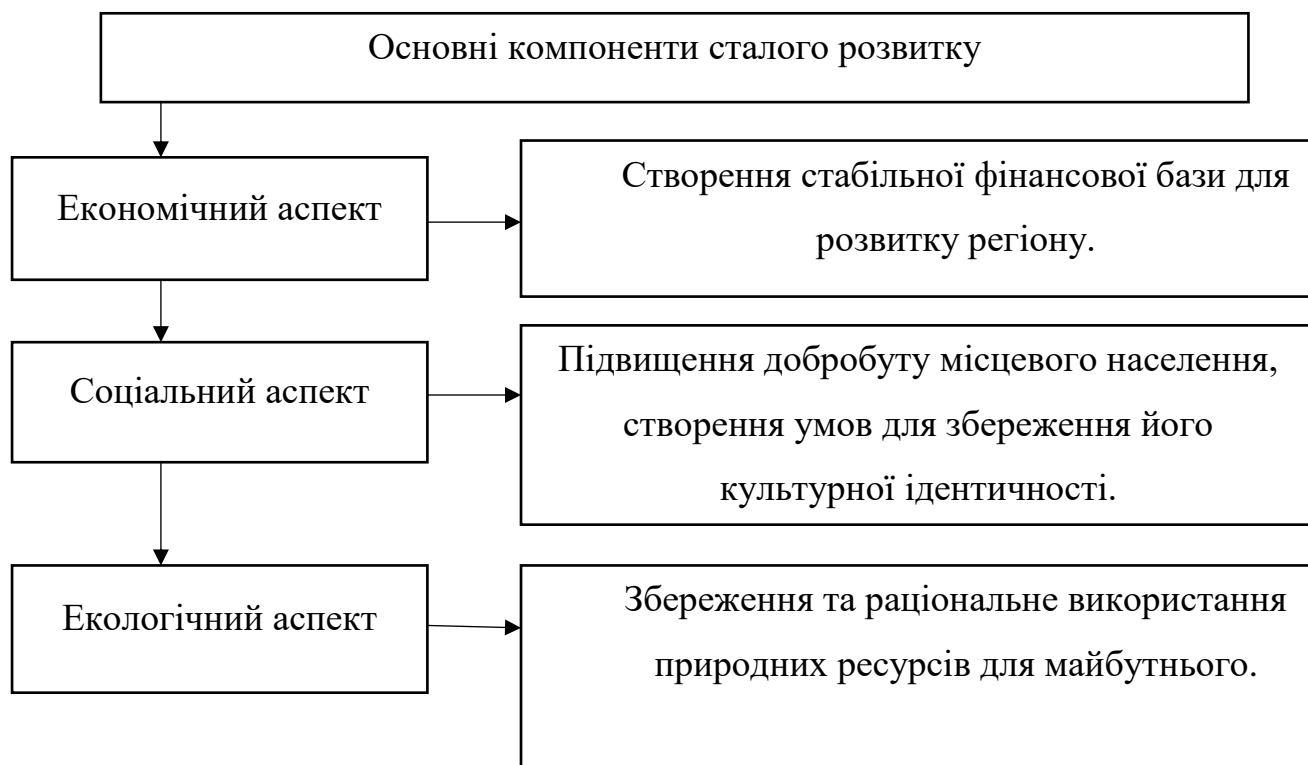 Основні компоненти сталого розвитку
Економічний аспект
Створення стабільної фінансової бази для
розвитку регіону.
Соціальний аспект
Підвищення добробуту місцевого населення,
створення умов для збереження його
культурної ідентичності.
Екологічний аспект
Збереження та раціональне використання
природних ресурсів для майбутнього.